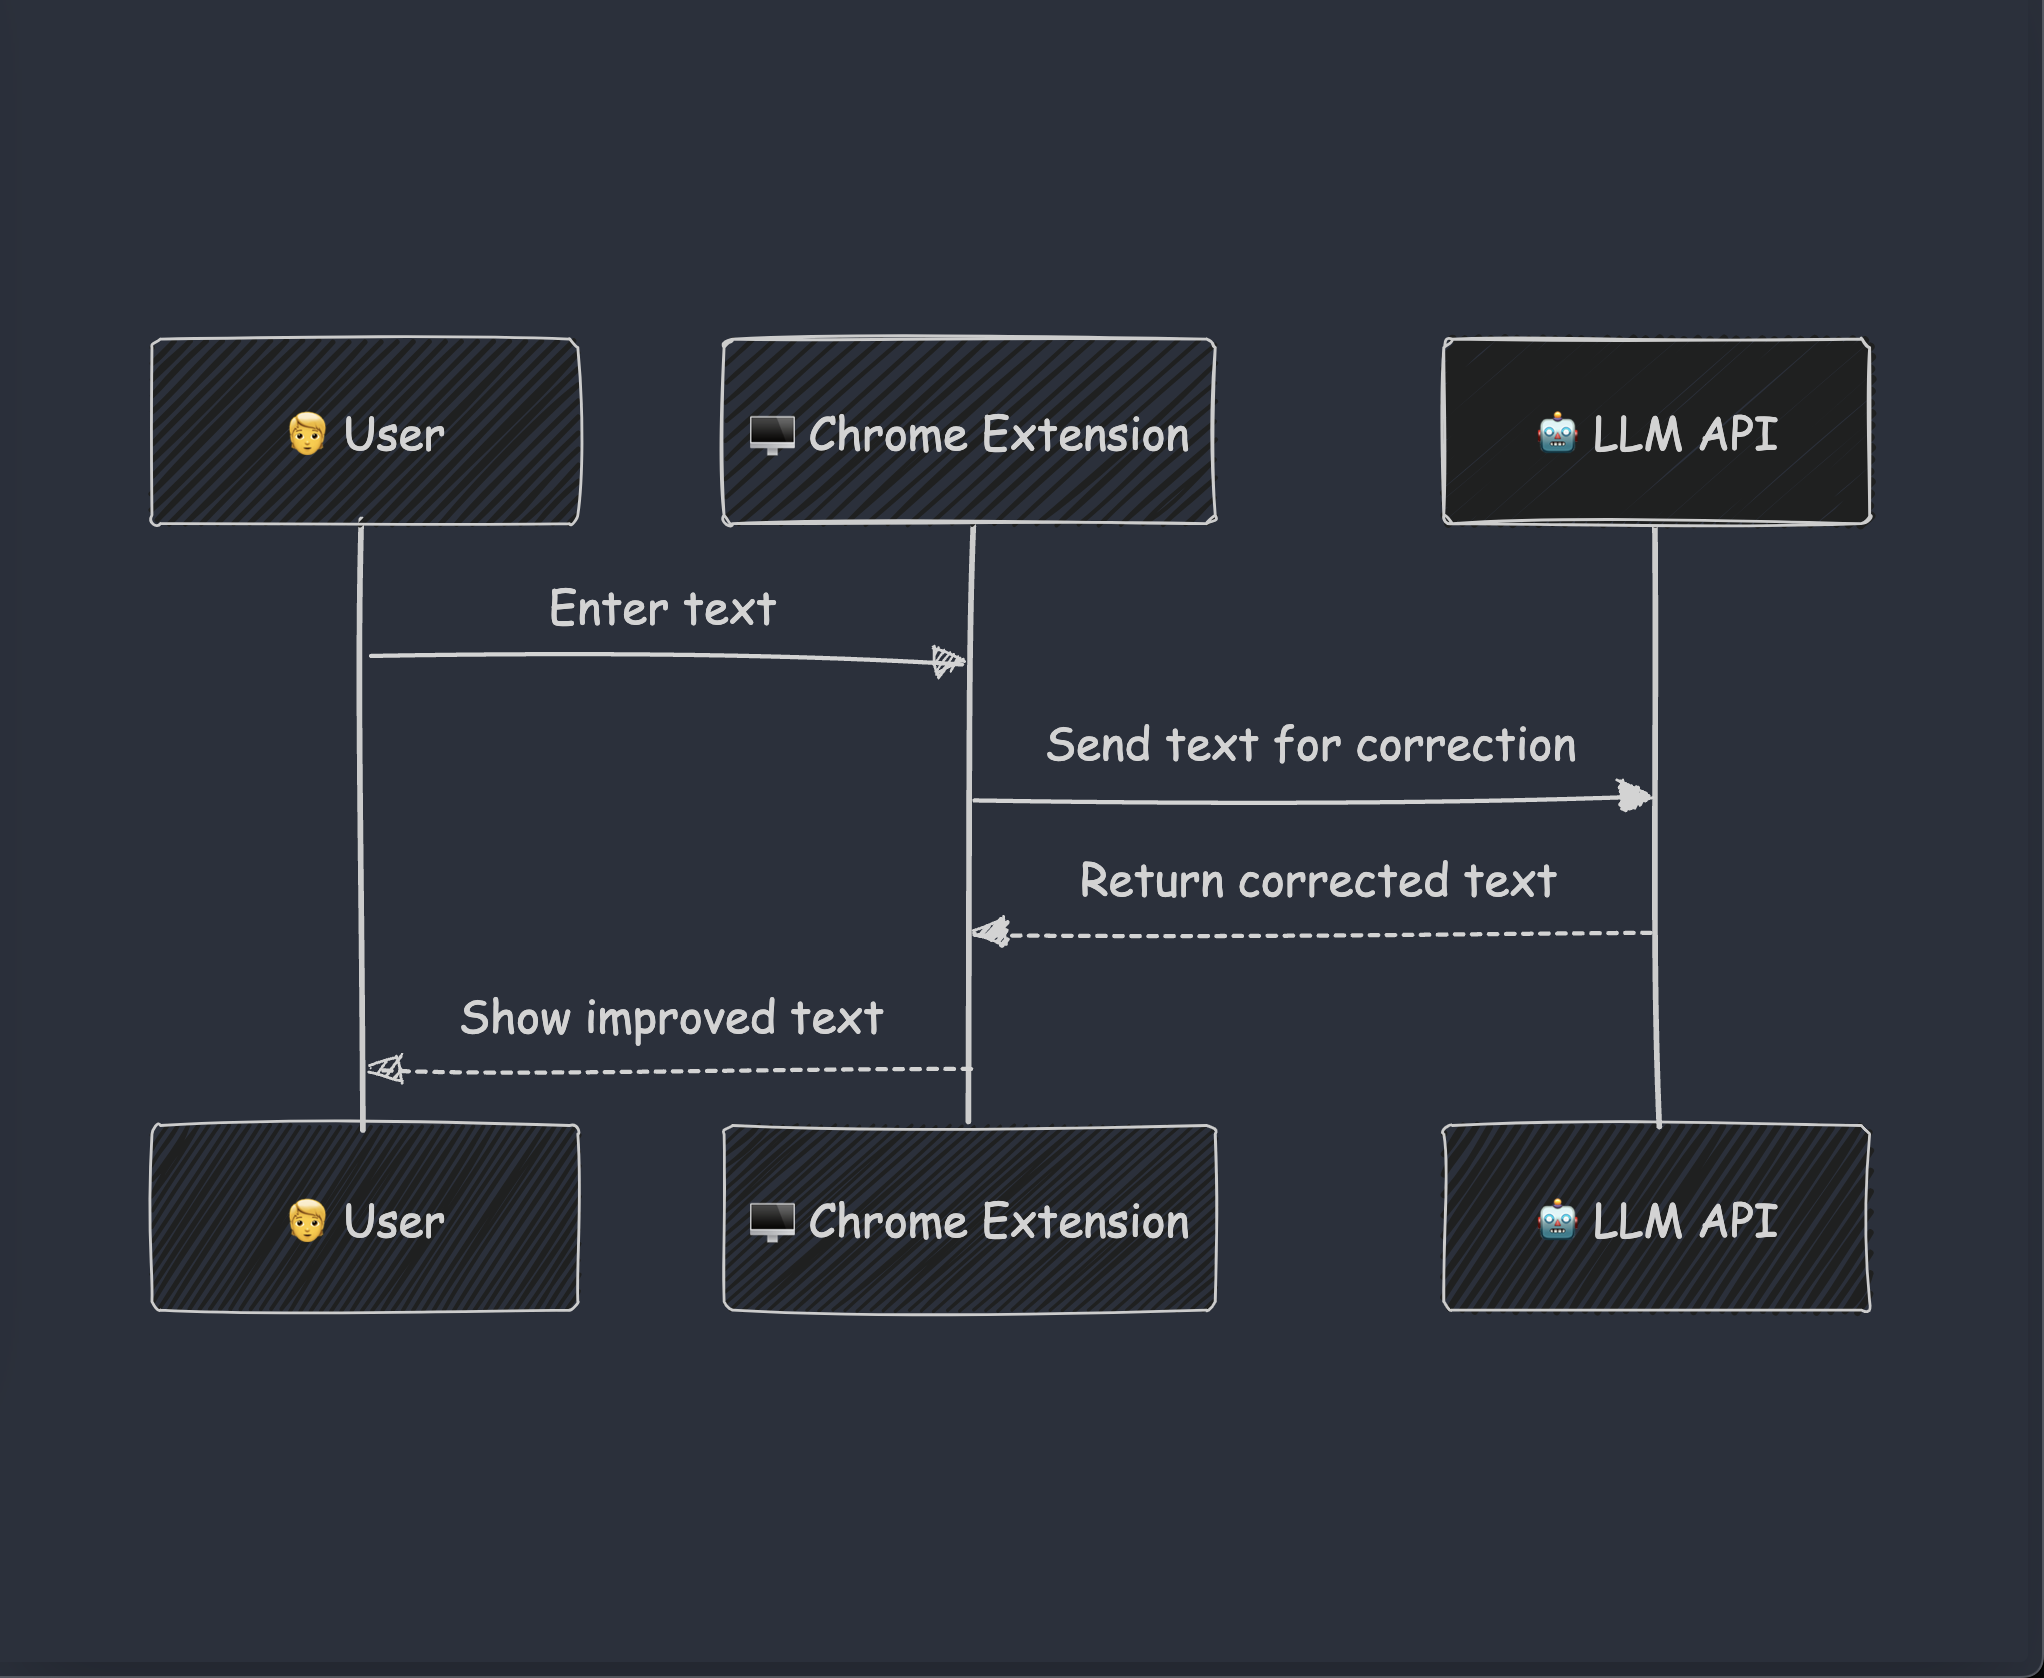 User
Chrome Extension
LLM API
Enter text
Send text for correction
Return corrected text
Show improved text
User
Chrome Extension
LLM API